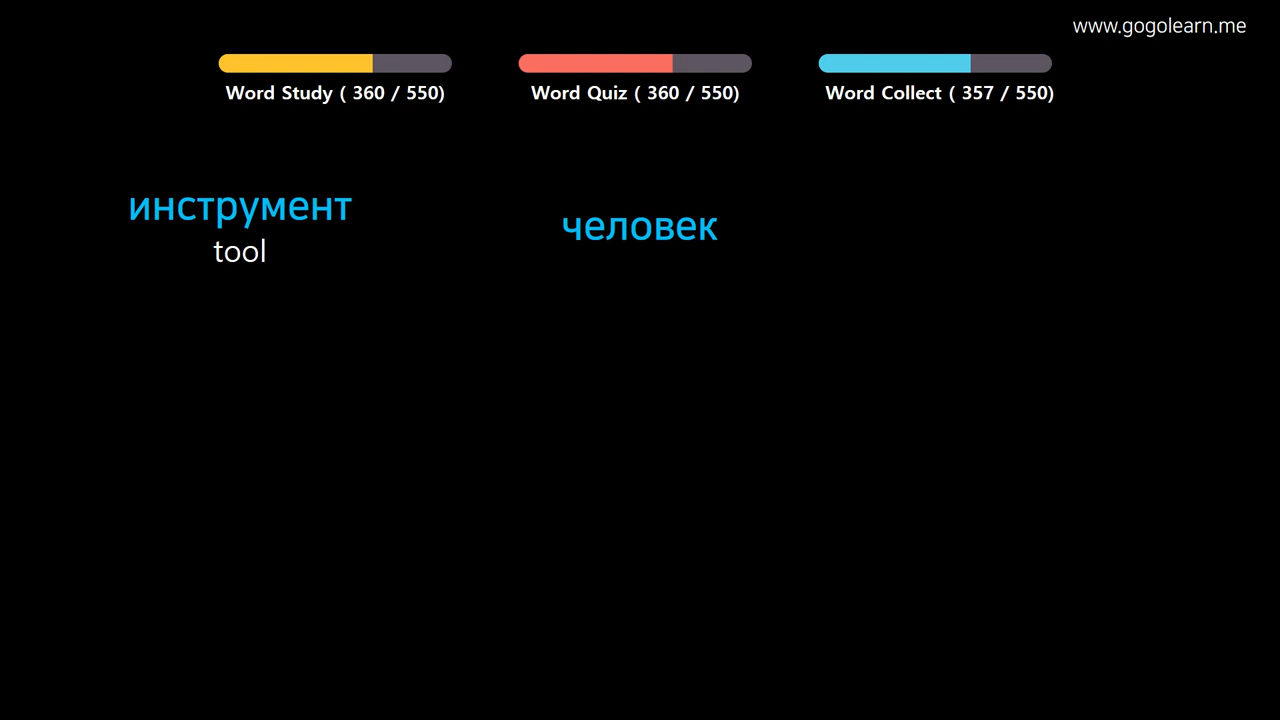 www.gogolearn.me
Word Study ( 360 / 550)
Word Quiz ( 360 / 550)
Word Collect ( 357 / 550)
инструмент
tool
человек